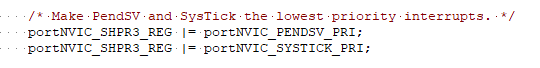 /* Make PendSV and SysTick the lowest priority interrupts. */
portNVIC_SHPR3_REG |= portNVIC_PENDSV_PRI;
portNVIC_SHPR3_REG |= portNVIC_SYSTICK_PRI;